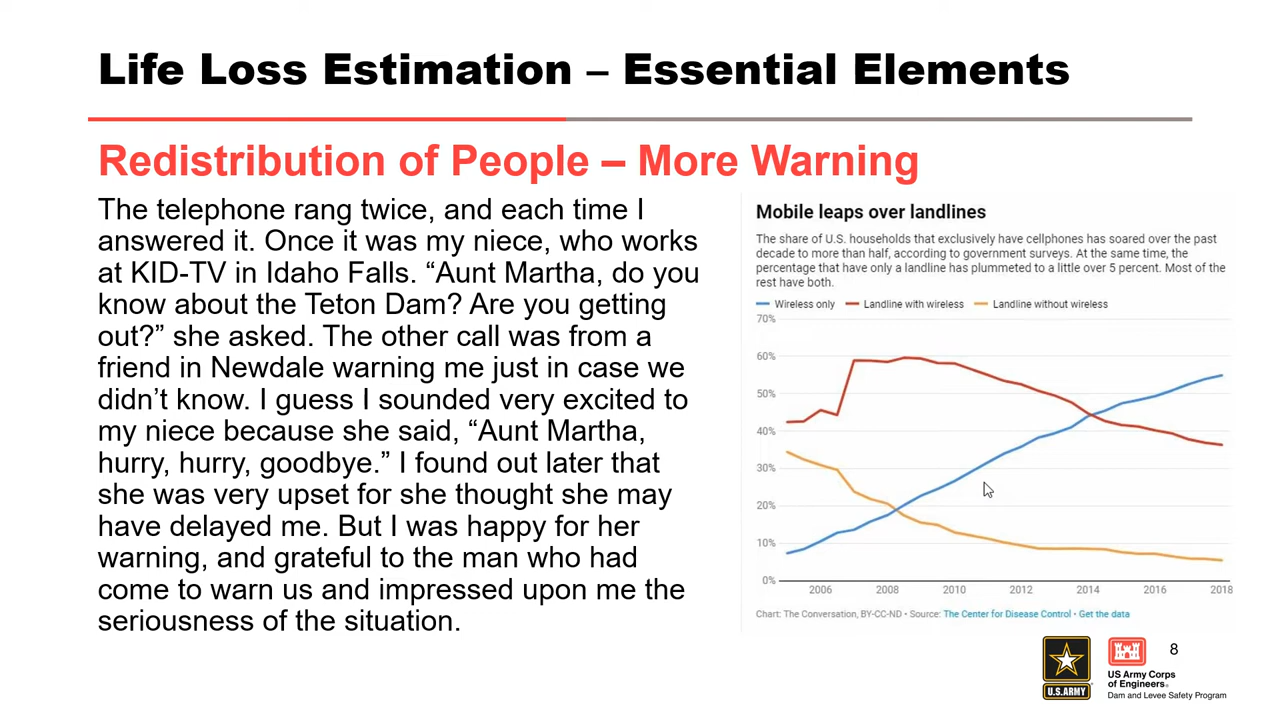 Life Loss Estimation – Essential Elements
Redistribution of People – More Warning
The telephone rang twice, and each time I
answered it. Once it was my niece, who works
at KID-TV in Idaho Falls. “Aunt Martha, do you
know about the Teton Dam? Are you getting
out?” she asked. The other call was from a
friend in Newdale warning me just in case we
didn’t know. I guess I sounded very excited to
my niece because she said, “Aunt Martha,
hurry, hurry, goodbye.” I found out later that
she was very upset for she thought she may
have delayed me. But I was happy for her
warning, and grateful to the man who had
come to warn us and impressed upon me the
seriousness of the situation.
Mobile leaps over landlines
The share of U.S. households that exclusively have cellphones has soared over the past
decade to more than half, according to government surveys. At the same time, the
percentage that have only a landline has plummeted to a little over 5 percent. Most of the
rest have both.
Wireless only Landline with wireless Landline without wireless
70%
60%
50%
40%
30%
20%
10%
0%
2006 2008 2010 2012 2014 2016 2018
Chart: The Conversation, BY-CC-ND • Source: The Center for Disease Control • Get the data
8
U.S.ARMY
US Army Corps
of Engineers®
Dam and Levee Safety Program